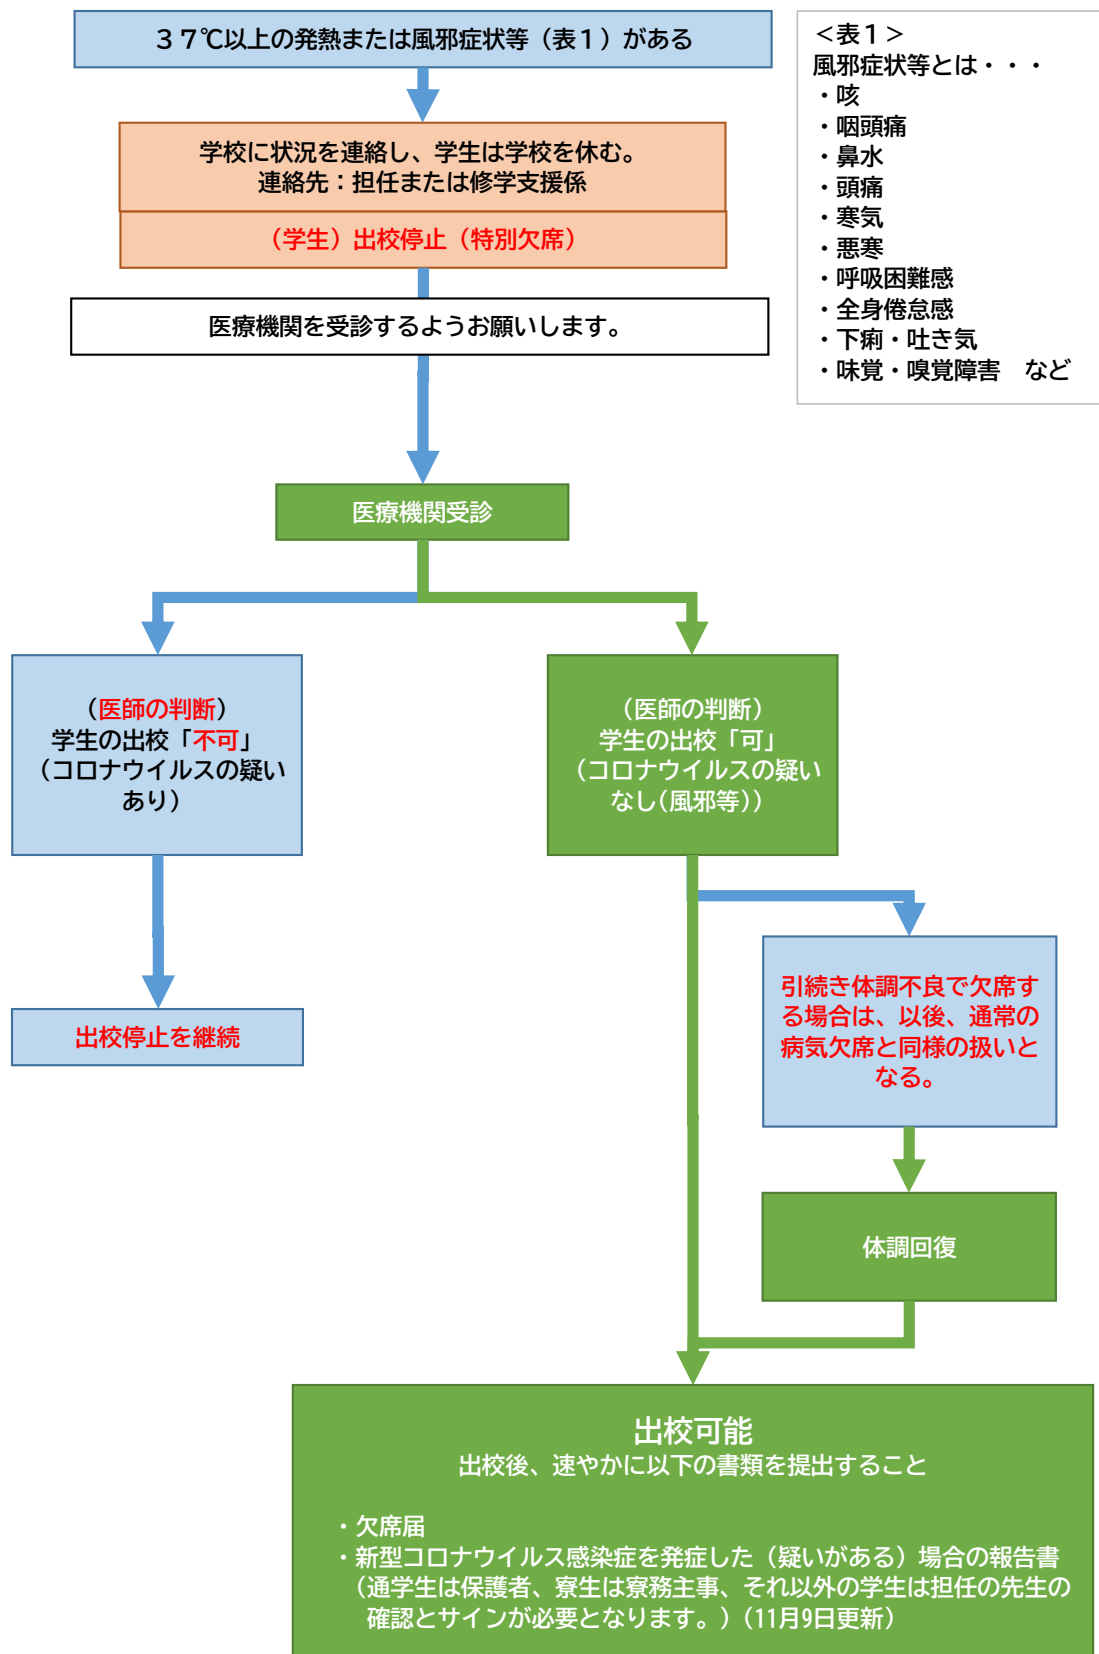 ３７℃以上の発熱または風邪症状等（表１）がある
＜表１＞
風邪症状等とは・・・
・咳
・咽頭痛
・鼻水
・頭痛
・寒気
・悪寒
・呼吸困難感
・全身倦怠感
・下痢・吐き気
・味覚・嗅覚障害　など
学校に状況を連絡し、学生は学校を休む。
連絡先：担任または修学支援係
（学生）出校停止（特別欠席）
医療機関を受診するようお願いします。
医療機関受診
（医師の判断）
学生の出校「不可」
（コロナウイルスの疑い
あり）
（医師の判断）
学生の出校「可」
（コロナウイルスの疑い
なし(風邪等)）
出校停止を継続
引続き体調不良で欠席す
る場合は、以後、通常の
病気欠席と同様の扱いと
なる。
体調回復
出校可能
出校後、速やかに以下の書類を提出すること
・欠席届
・新型コロナウイルス感染症を発症した（疑いがある）場合の報告書
（通学生は保護者、寮生は寮務主事、それ以外の学生は担任の先生の
確認とサインが必要となります。）（11月9日更新）